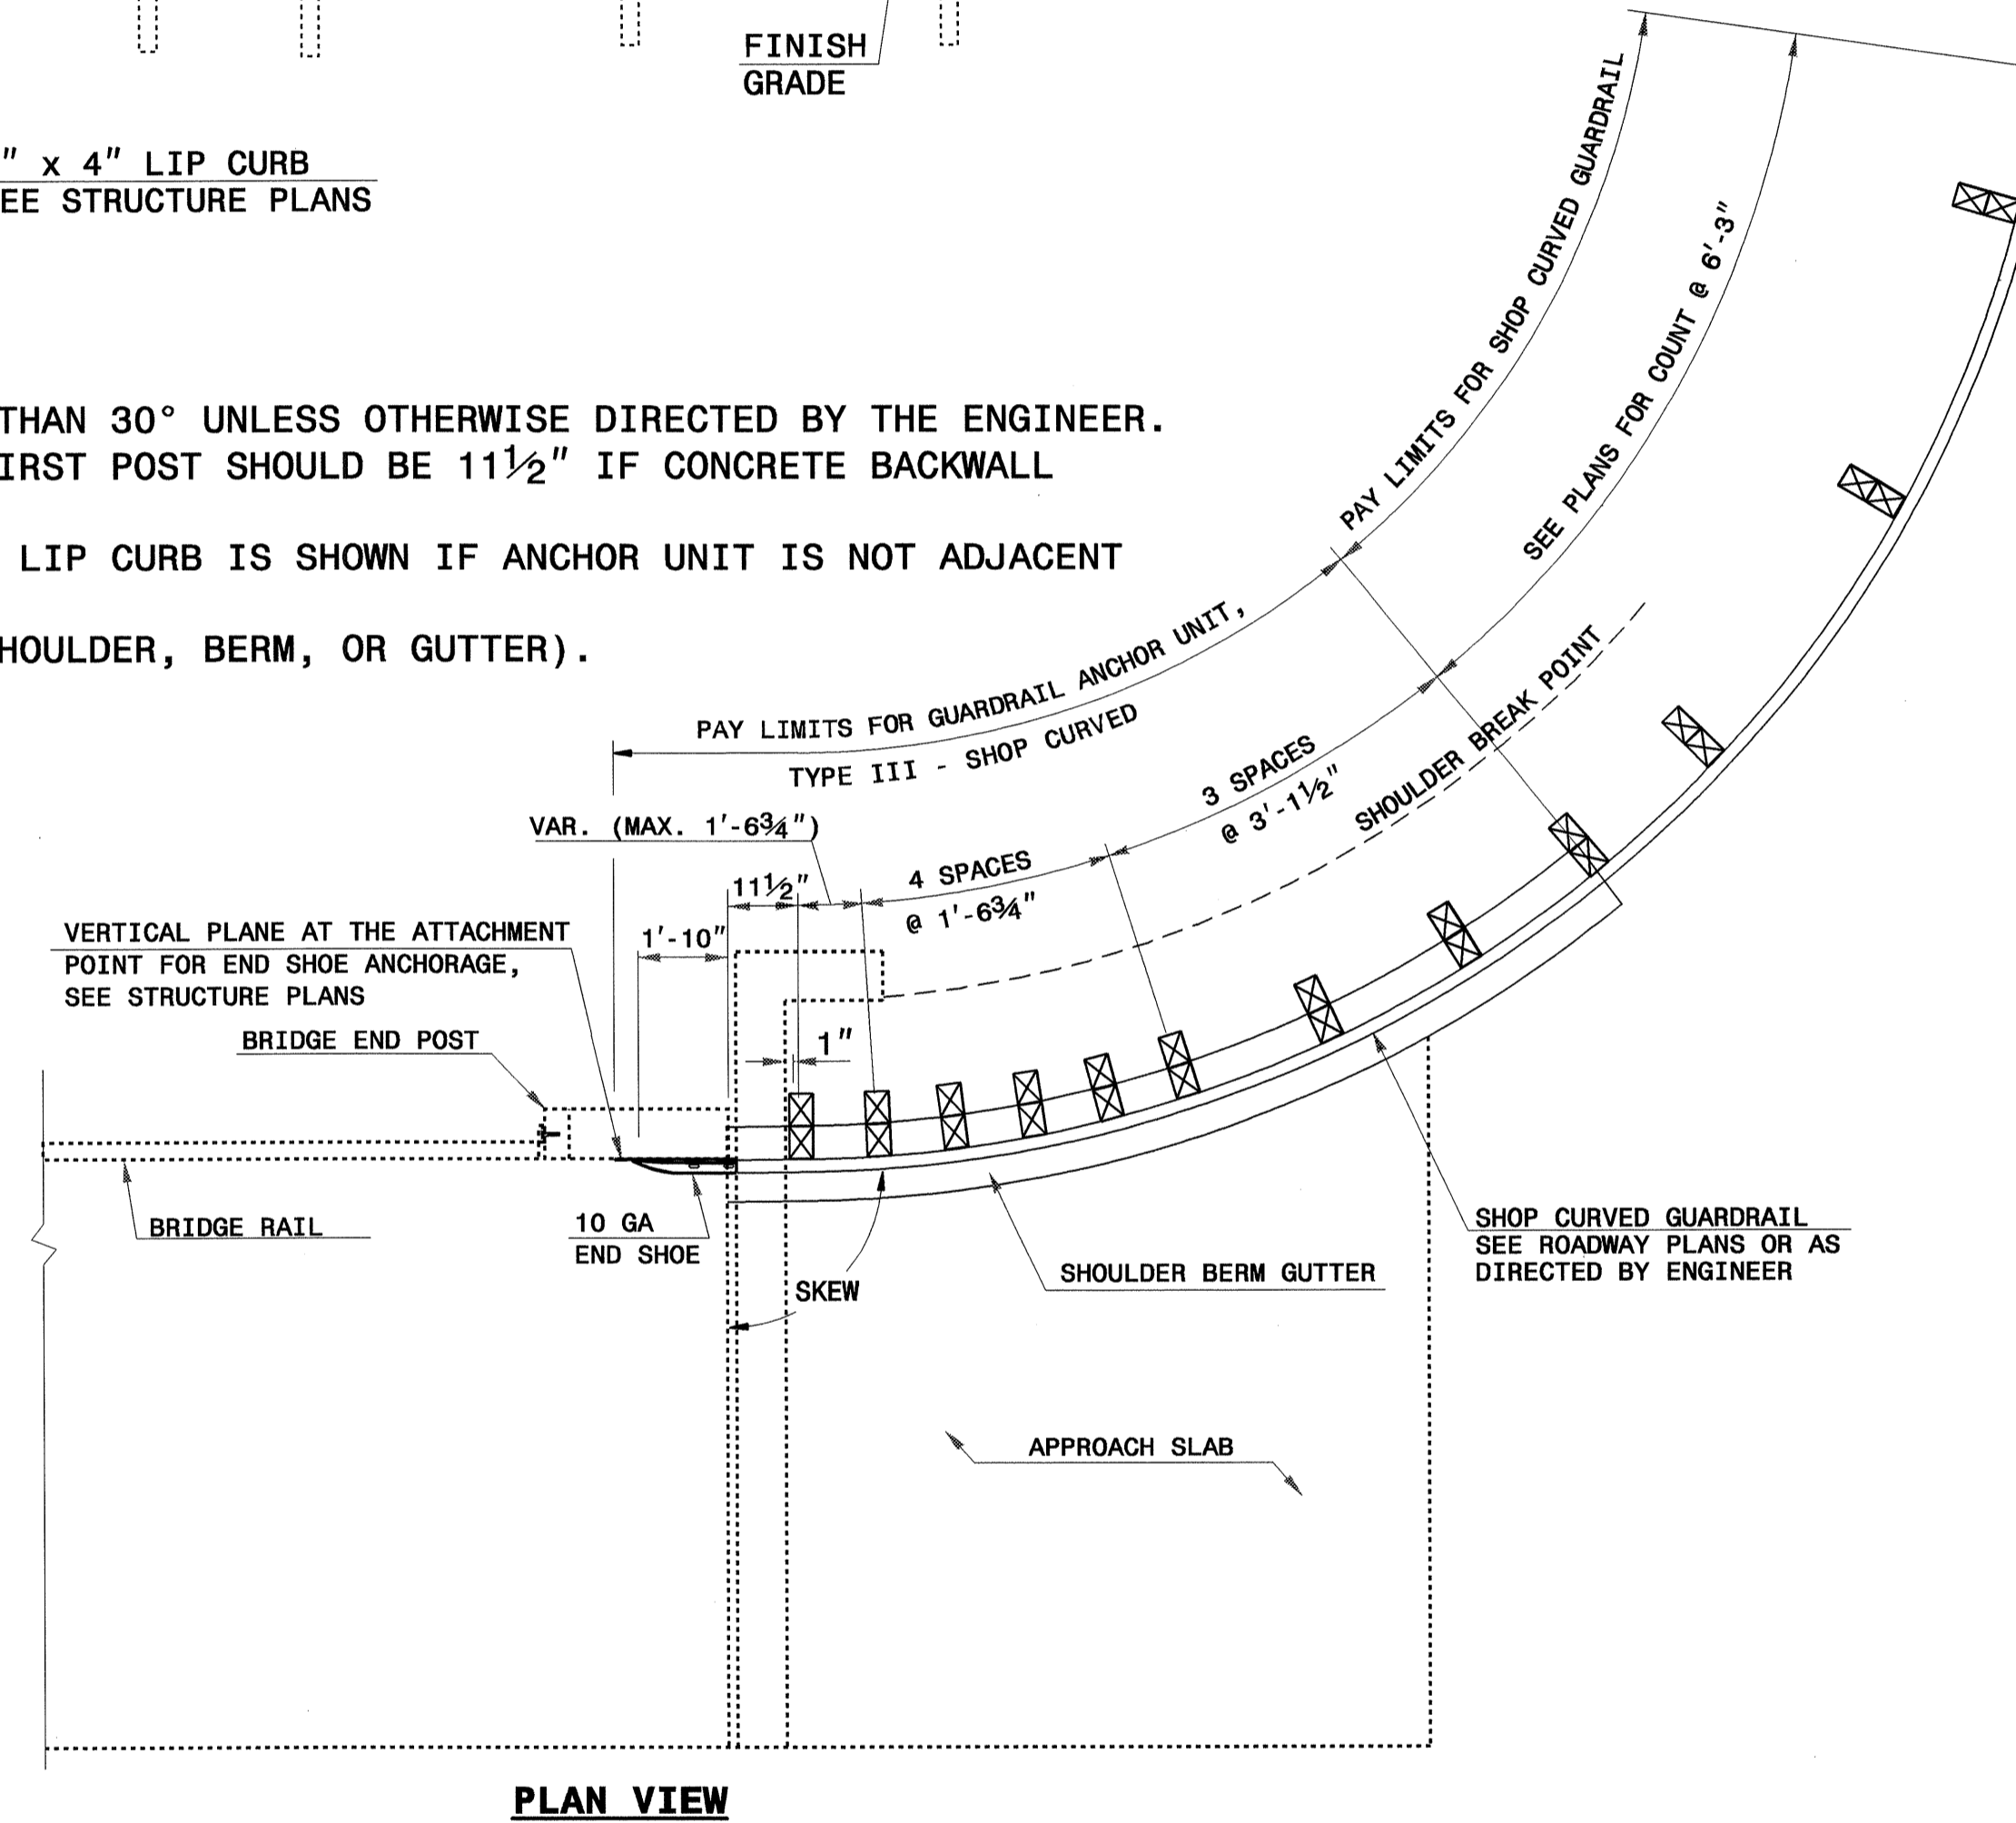 FINISH
GRADE
" x 4" LIP CURB
EE STRUCTURE PLANS
THAN 30° UNLESS OTHERWISE DIRECTED BY THE ENGINEER.
IRST POST SHOULD BE 11½" IF CONCRETE BACKWALL
LIP CURB IS SHOWN IF ANCHOR UNIT IS NOT ADJACENT
HOULDER, BERM, OR GUTTER).
PAY LIMITS FOR SHOP CURVED GUARDRAIL
SEE PLANS FOR COUNT @ 6'-3"
PAY LIMITS FOR GUARDRAIL ANCHOR UNIT,
TYPE III - SHOP CURVED
3 SPACES
@ 3'-1½"
SHOULDER BREAK POINT
VAR. (MAX. 1'-6¾")
4 SPACES
@ 1'-6¾"
11½"
1'-10"
VERTICAL PLANE AT THE ATTACHMENT
POINT FOR END SHOE ANCHORAGE,
SEE STRUCTURE PLANS
BRIDGE END POST
1"
BRIDGE RAIL
10 GA
END SHOE
SKEW
SHOULDER BERM GUTTER
SHOP CURVED GUARDRAIL
SEE ROADWAY PLANS OR AS
DIRECTED BY ENGINEER
APPROACH SLAB
PLAN VIEW